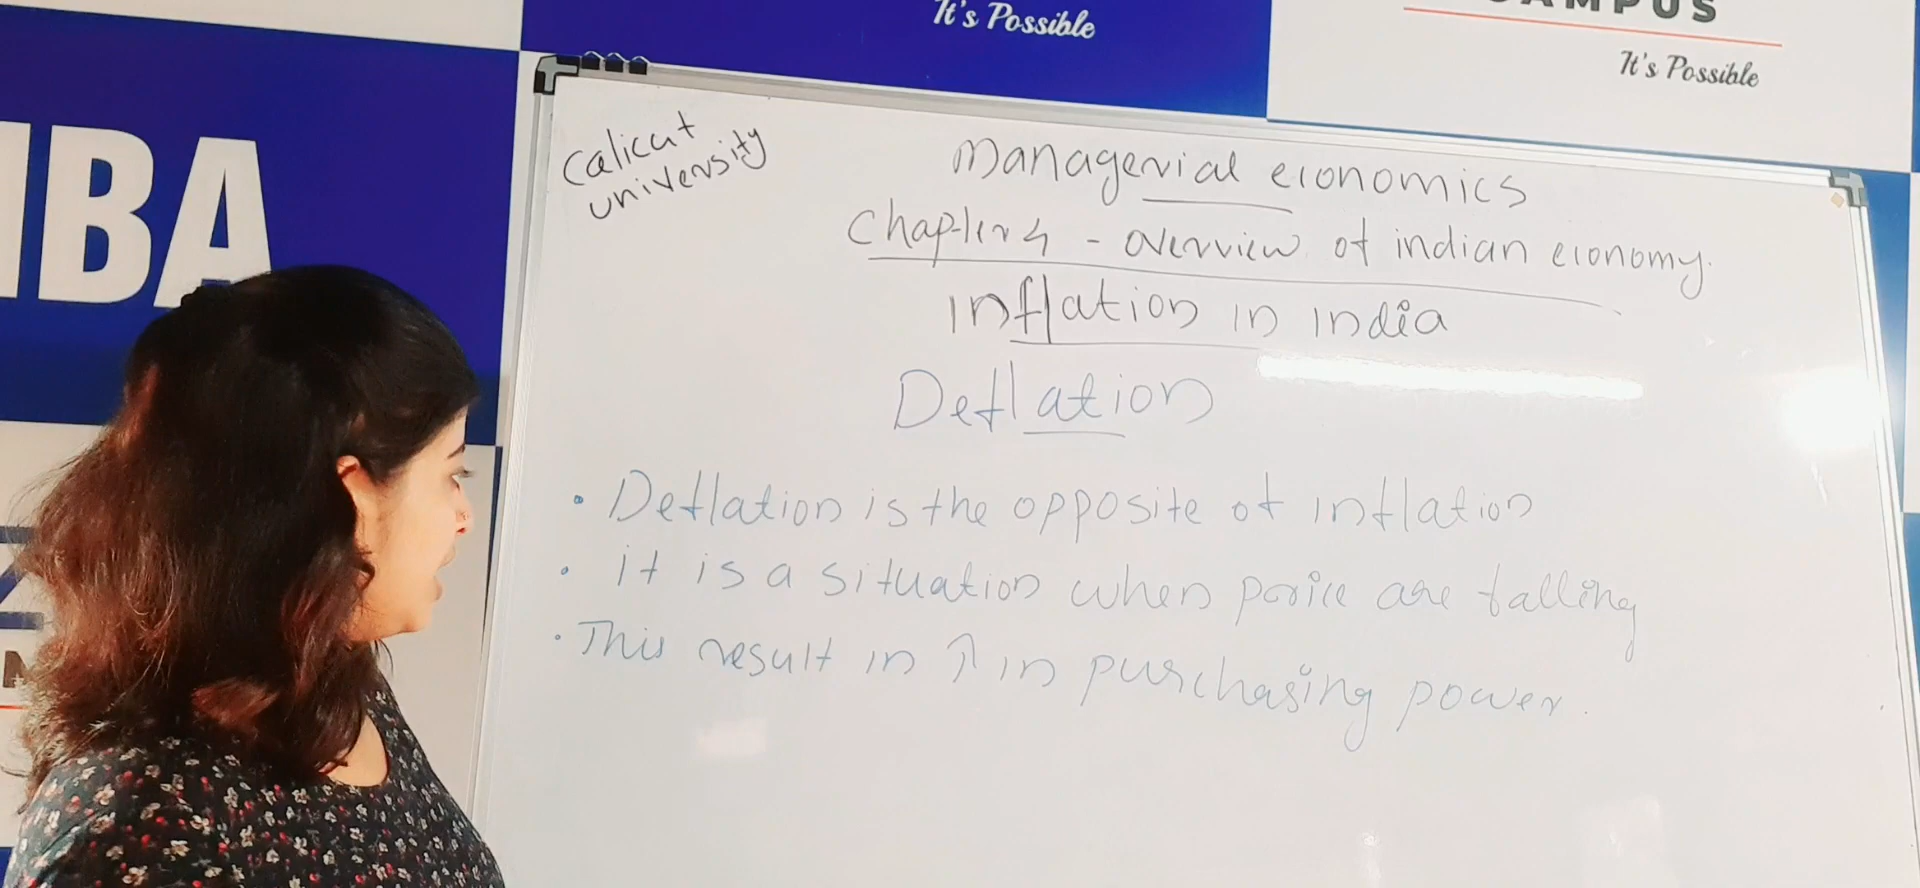 It's Possible
CAMPUS
It's Possible
BA
calicut
university
Managerial economics
Chapter 4 - overview of indian economy.
inflation in india
Deflation
• Deflation is the opposite of inflation
• it is a situation when price are falling
• This result in ↑ in purchasing power.